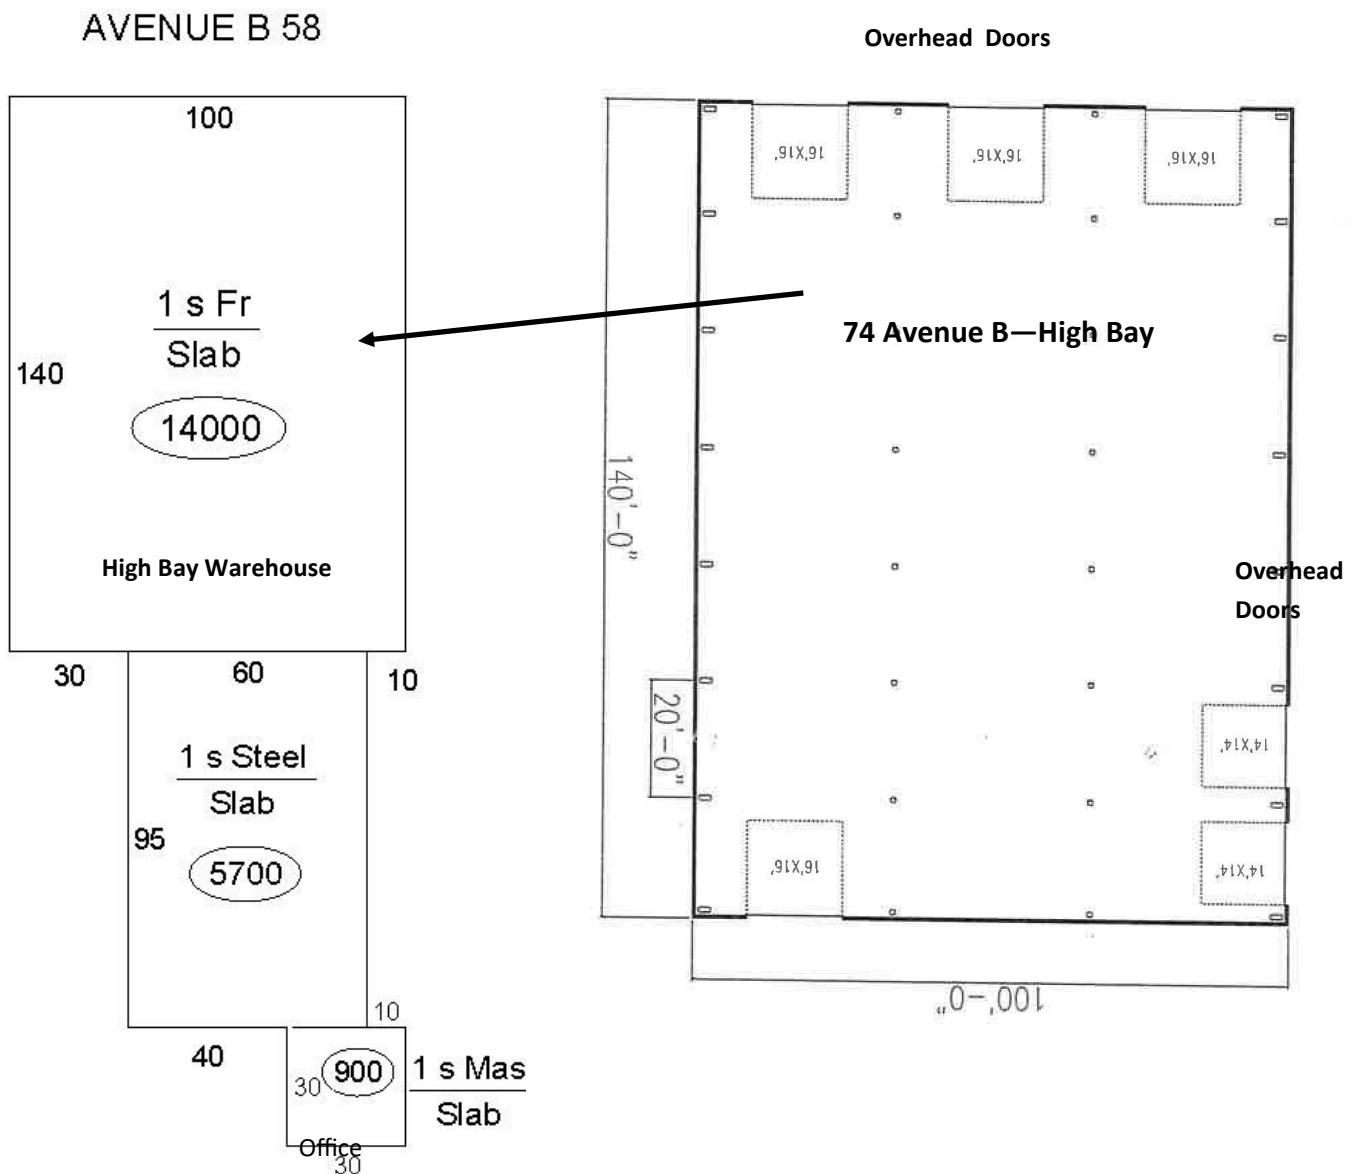 AVENUE B 58
100
1 s Fr
Slab
140
14000
High Bay Warehouse
30
60
10
1 s Steel
Slab
95
5700
10
40
30
900
1 s Mas
Slab
Office
30
Overhead Doors
16'X16'
16'X16'
16'X16'
74 Avenue B—High Bay
140'-0"
Overhead
Doors
20'-0"
14'X14'
16'X16'
14'X14'
100'-0"